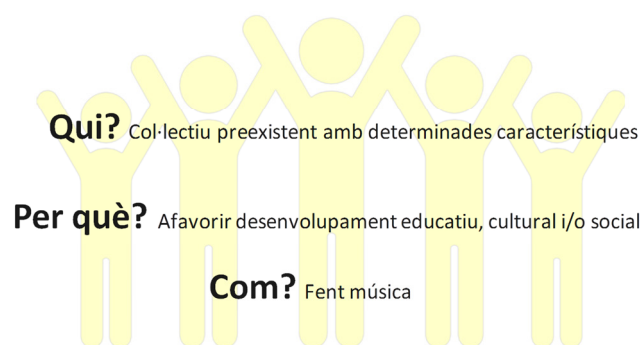 Qui? Col·lectiu preexistent amb determinades característiques
Per què? Afavorir desenvolupament educatiu, cultural i/o social
Com? Fent música